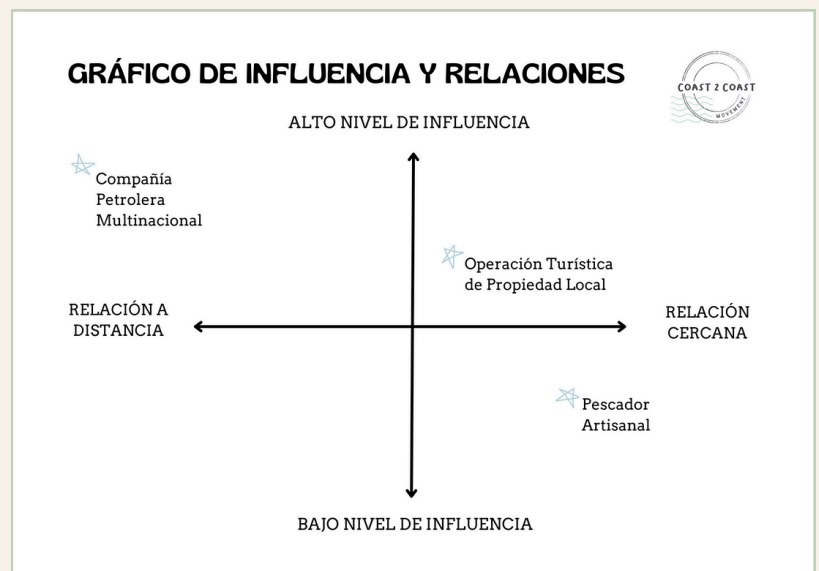 GRÁFICO DE INFLUENCIA Y RELACIONES
COAST 2 COAST
MOVEMENT
ALTO NIVEL DE INFLUENCIA
Compañía
Petrolera
Multinacional
Operación Turística
de Propiedad Local
RELACIÓN A
DISTANCIA
RELACIÓN
CERCANA
Pescador
Artisanal
BAJO NIVEL DE INFLUENCIA